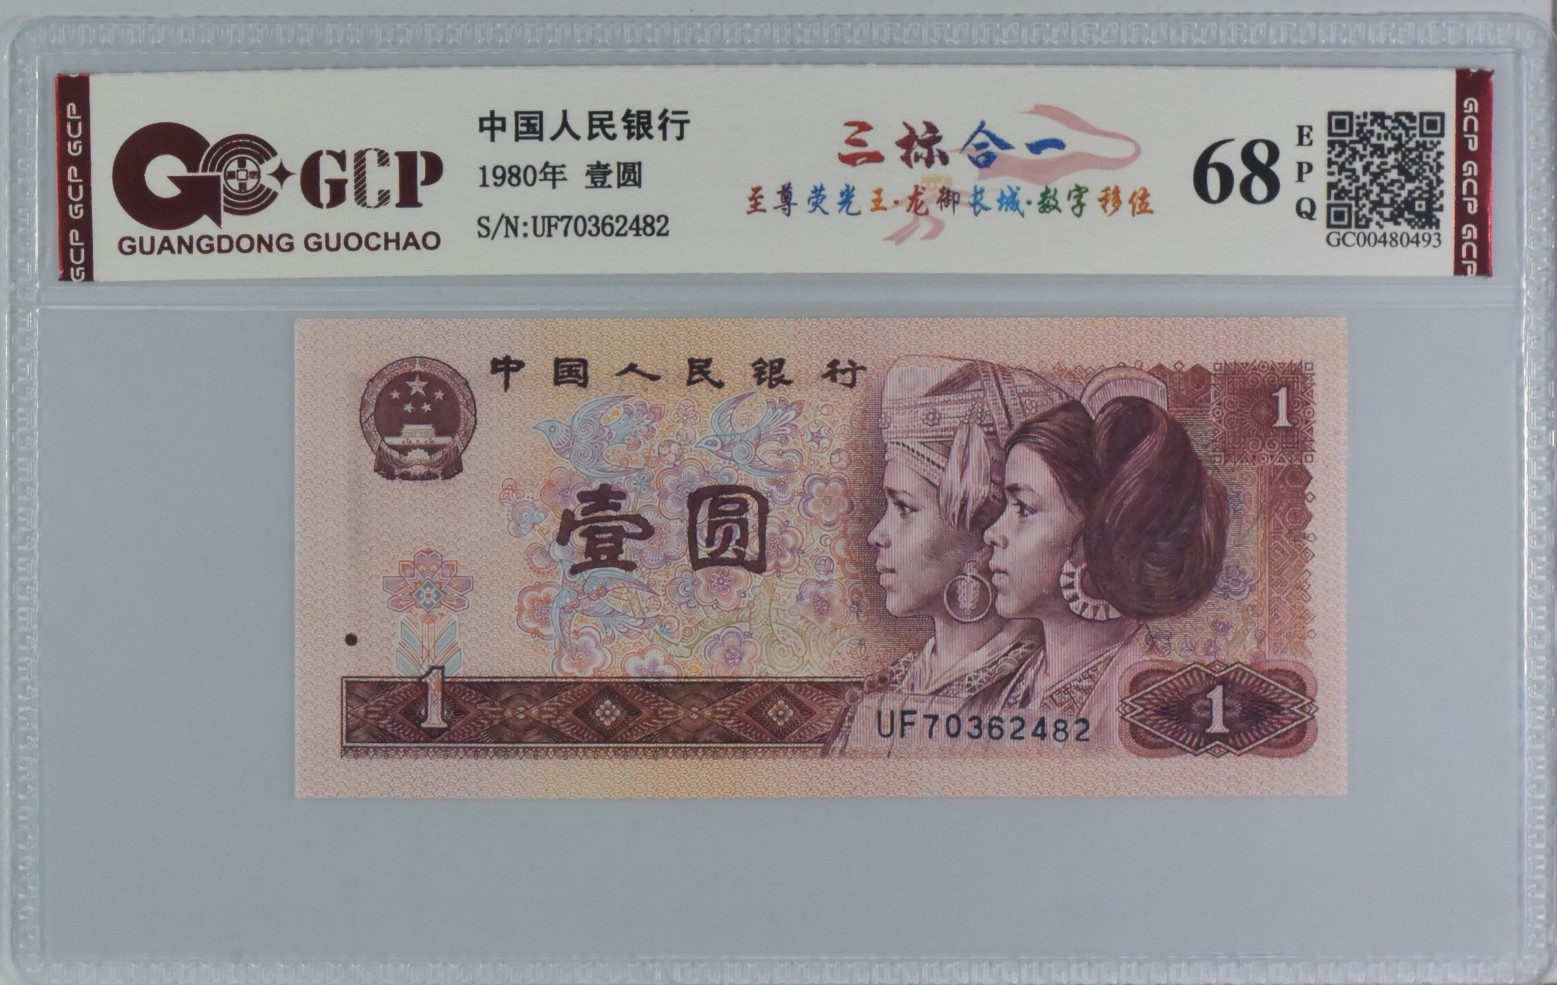 GCP GCP GCP
GCP
GUANGDONG GUOCHAO
中国人民银行
1980年 壹圆
S/N:UF70362482
三标合一
至尊荧光王·龙御长城·数字移位
68
EPQ
GC00480493
GCP GCP GCP
中国人民银行
1
壹圆
1
UF70362482
1